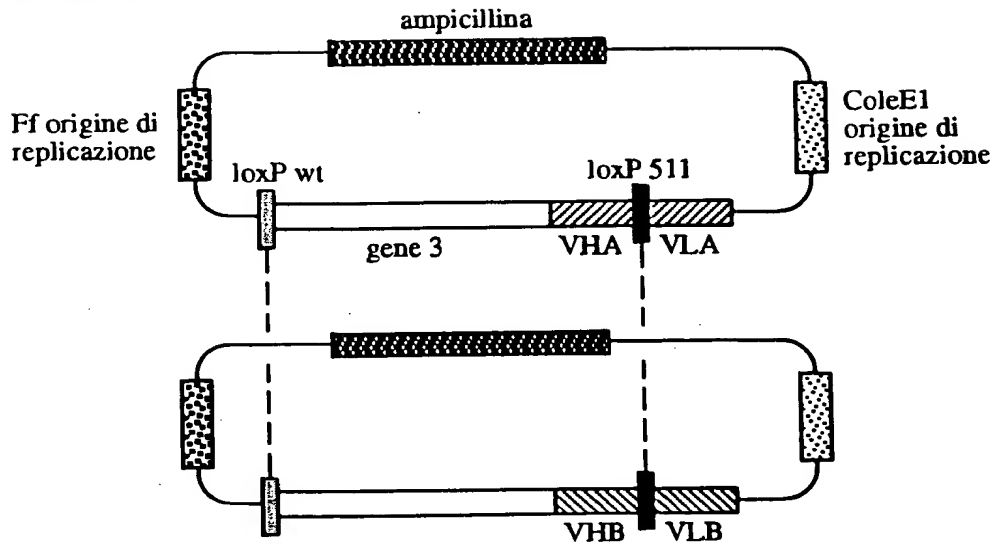 ampicillina
Ff origine di
replicazione
ColeE1
origine di
replicazione
loxP wt
loxP 511
gene 3
VHA
VLA
VHB
VLB